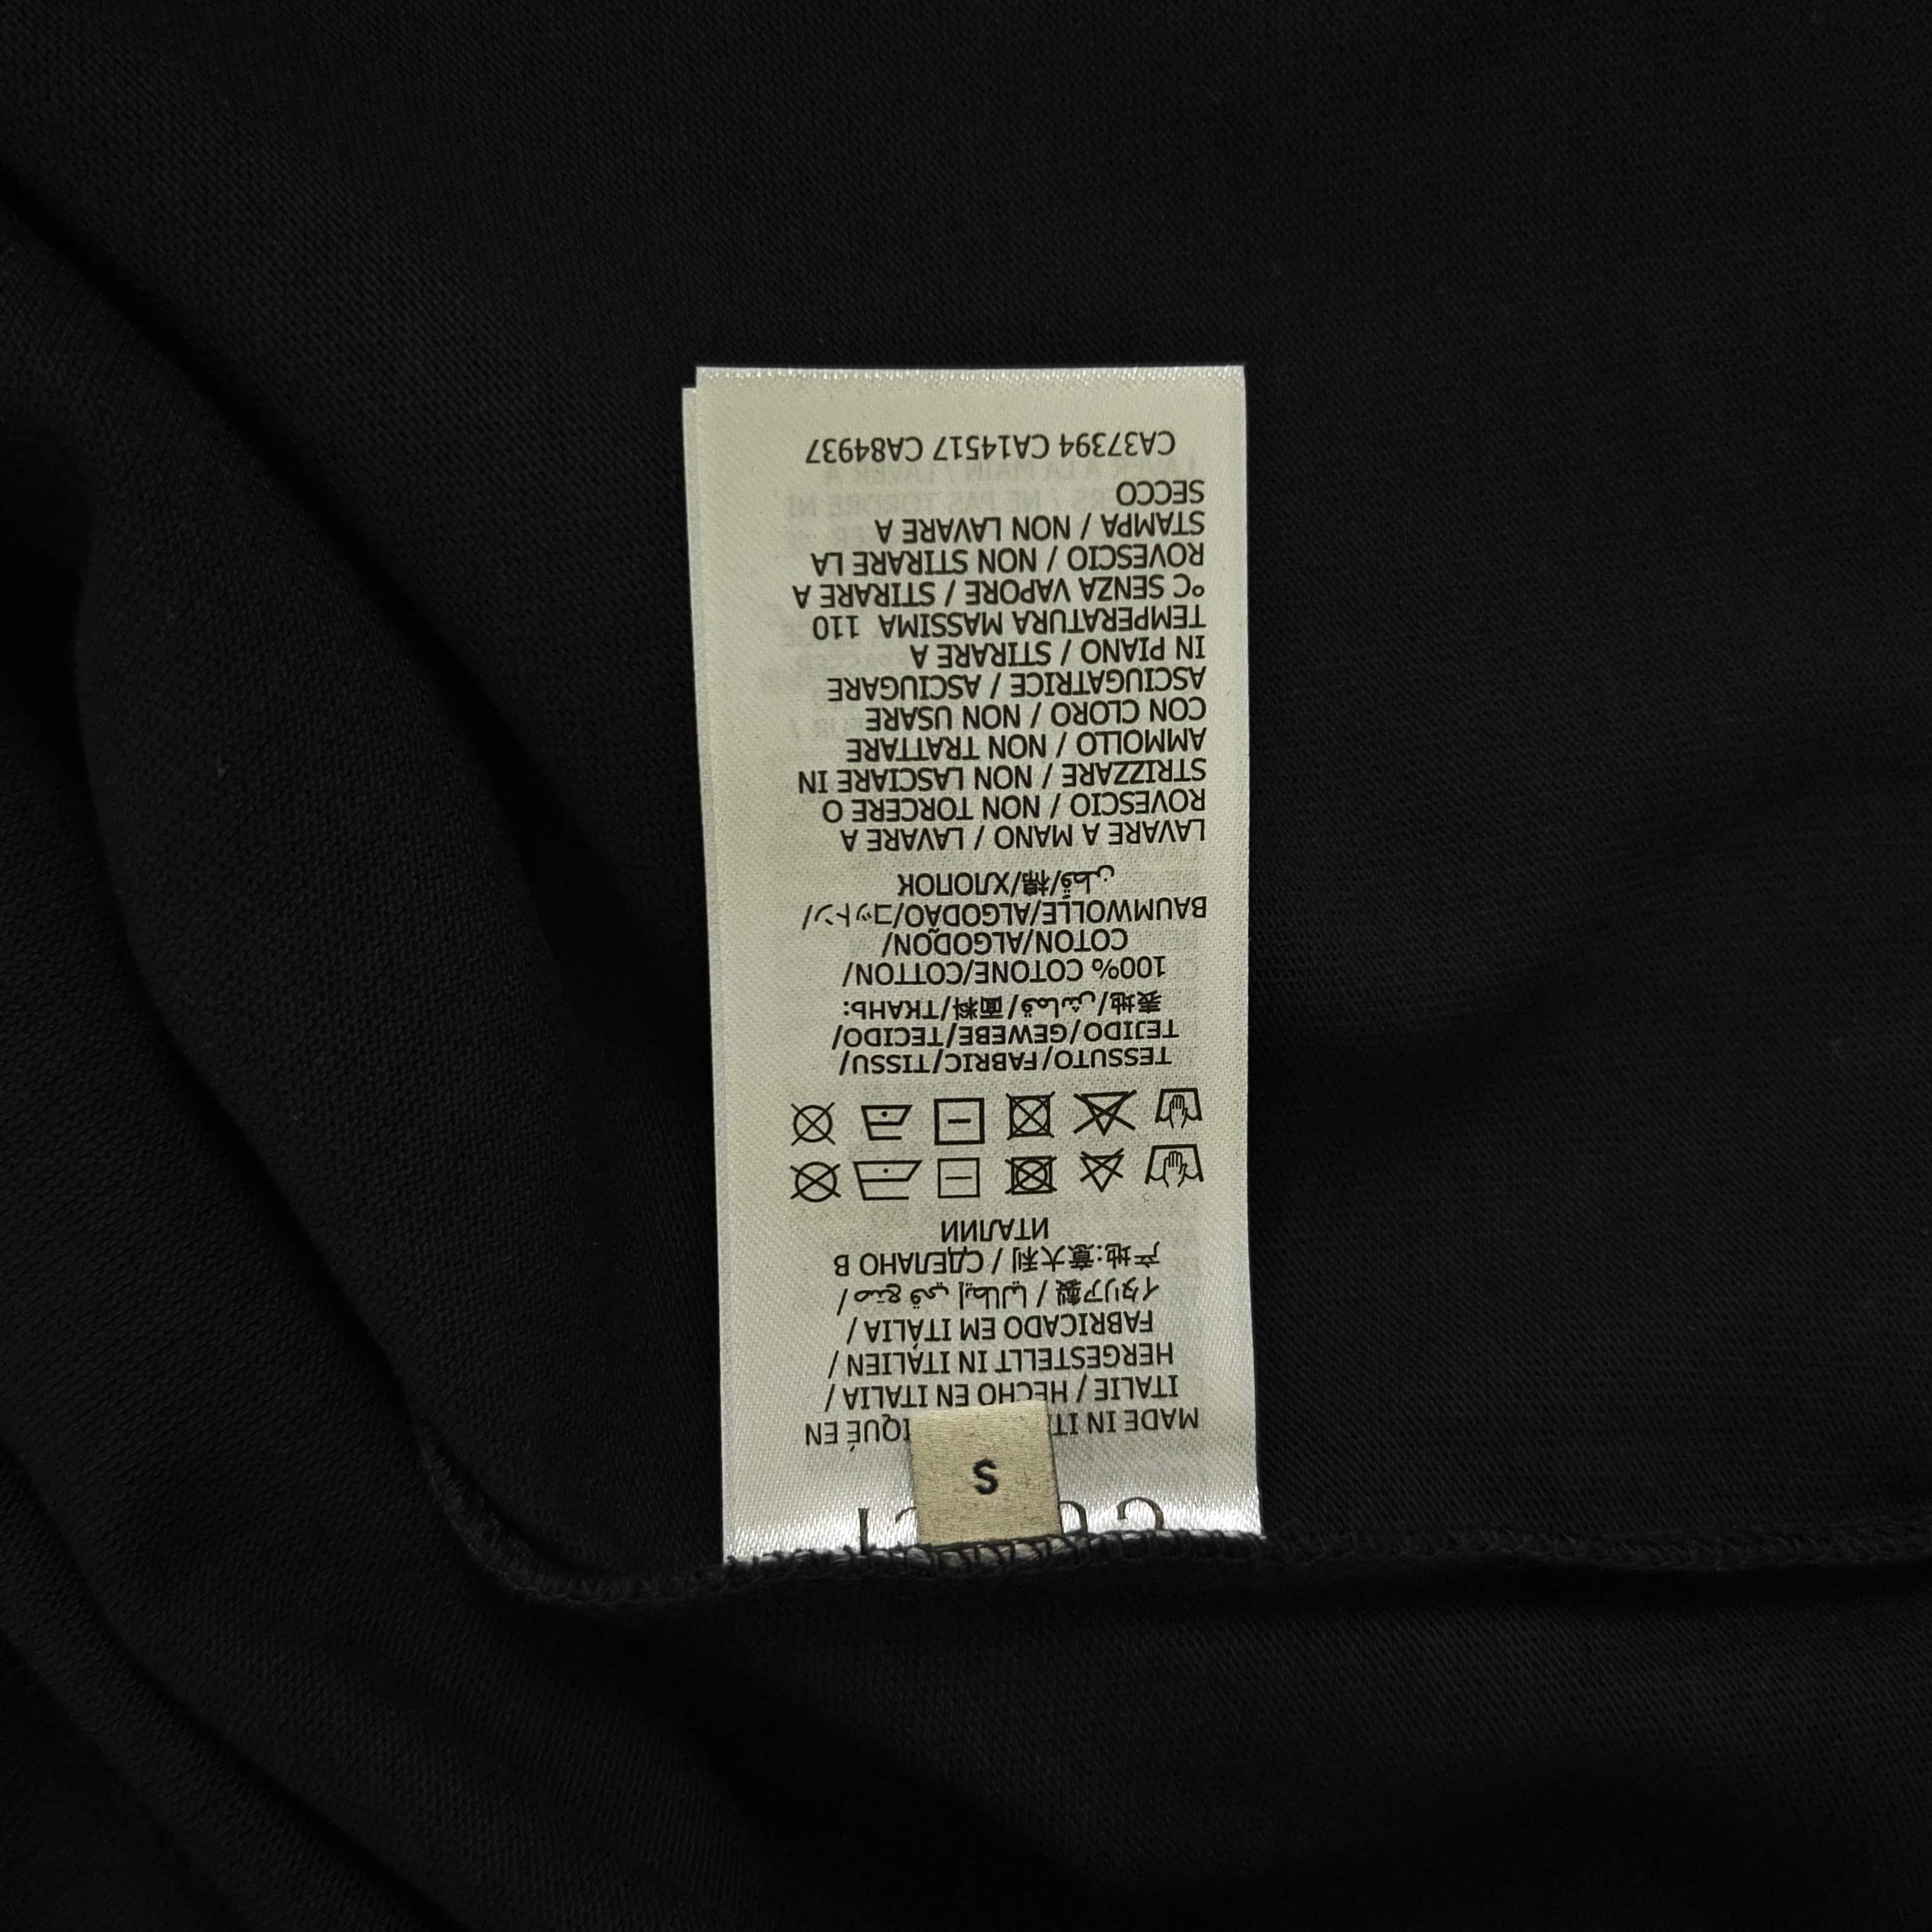 S
MADE IN
ITALIE / HECHO EN ITALIA /
HERGESTELLT IN ITALIEN /
FABRICADO EM ITÁLIA /
イタリア製 / صنع في إيطاليا /
产地:意大利 / СДЕЛАНО В
ИТАЛИИ
TESSUTO/FABRIC/TISSU/
TEJIDO/GEWEBE/TECIDO/
表地/قماش/面料/ТКАНЬ:
100% COTONE/COTTON/
COTON/ALGODÓN/
BAUMWOLLE/ALGODÃO/コットン/
قطن/棉/ХЛОПОК
LAVARE A MANO / LAVARE A
ROVESCIO / NON TORCERE O
STRIZZARE / NON LASCIARE IN
AMMOLLO / NON TRATTARE
CON CLORO / NON USARE
ASCIUGATRICE / ASCIUGARE
IN PIANO / STIRARE A
TEMPERATURA MASSIMA 110
°C SENZA VAPORE / STIRARE A
ROVESCIO / NON STIRARE LA
STAMPA / NON LAVARE A
SECCO
CA37394 CA14517 CA84937